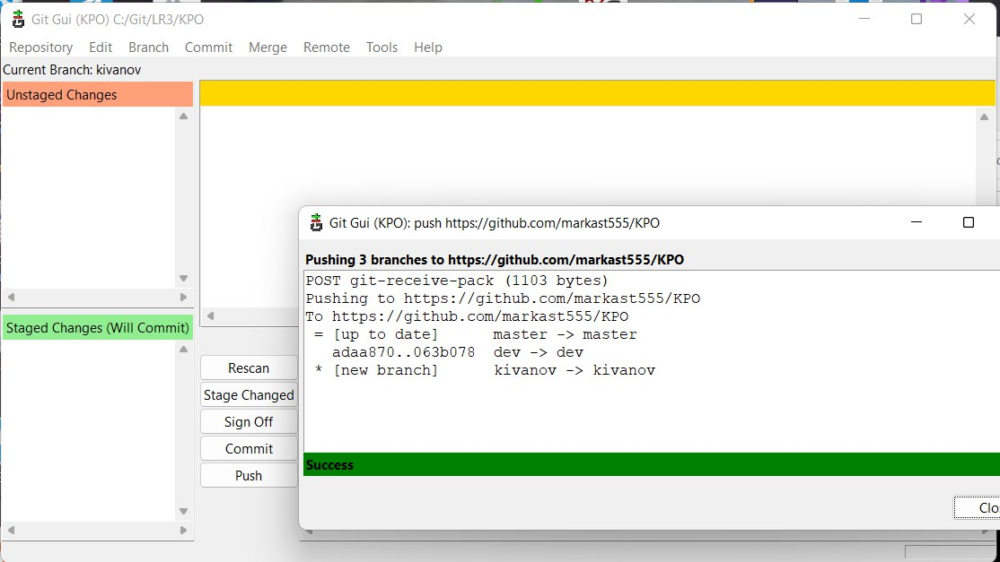 Git Gui (KPO) C:/Git/LR3/KPO
Repository Edit Branch Commit Merge Remote Tools Help
Current Branch: kivanov
Unstaged Changes
Staged Changes (Will Commit)
Rescan
Stage Changed
Sign Off
Commit
Push
Git Gui (KPO): push https://github.com/markast555/KPO
Pushing 3 branches to https://github.com/markast555/KPO
POST git-receive-pack (1103 bytes)
Pushing to https://github.com/markast555/KPO
To https://github.com/markast555/KPO
= [up to date] master -> master
adaa870..063b078 dev -> dev
* [new branch] kivanov -> kivanov
Success
Clo